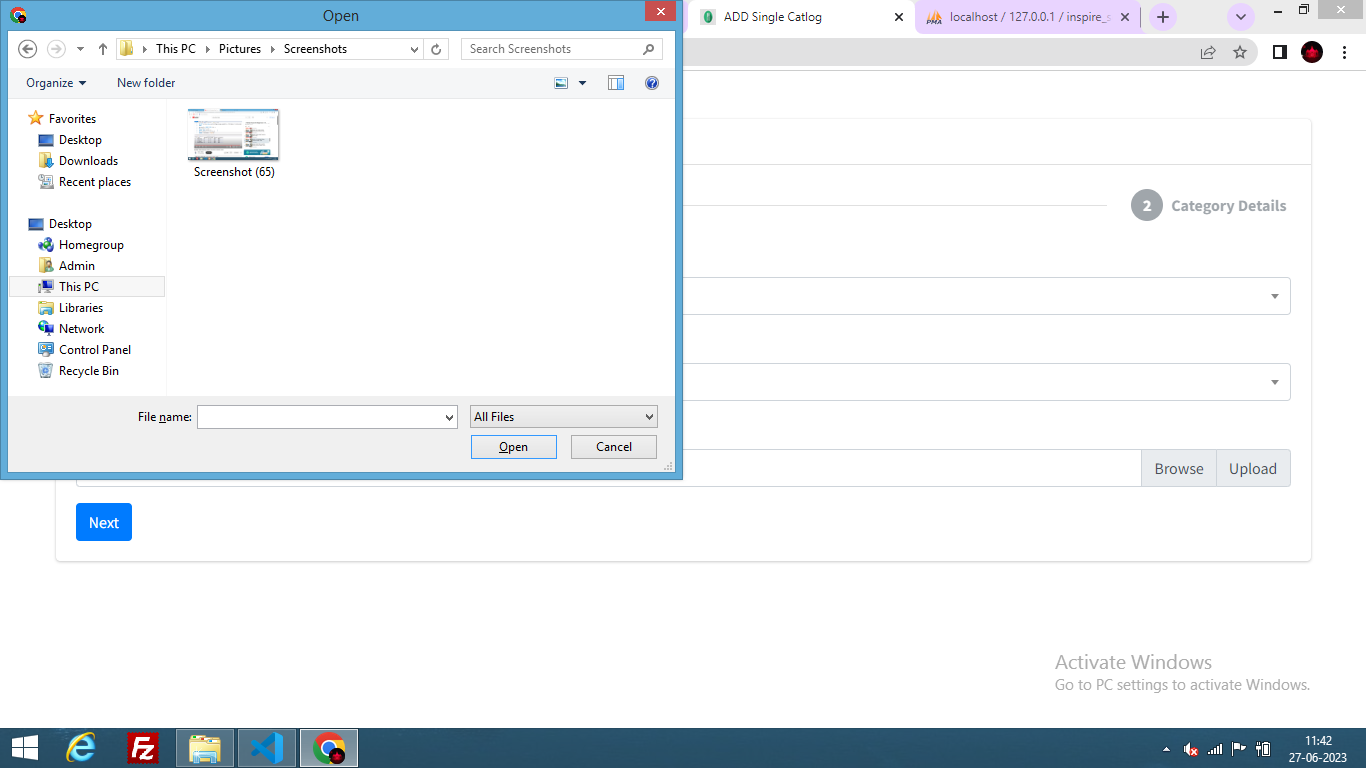 Open
ADD Single Catlog
localhost / 127.0.0.1 / inspire_s
This PC
Pictures
Screenshots
Search Screenshots
Organize
New folder
Favorites
Desktop
Downloads
Recent places
Desktop
Homegroup
Admin
This PC
Libraries
Network
Control Panel
Recycle Bin
Screenshot (65)
File name:
All Files
Open
Cancel
2 Category Details
Browse
Upload
Next
Activate Windows
Go to PC settings to activate Windows.
11:42
27-06-2023